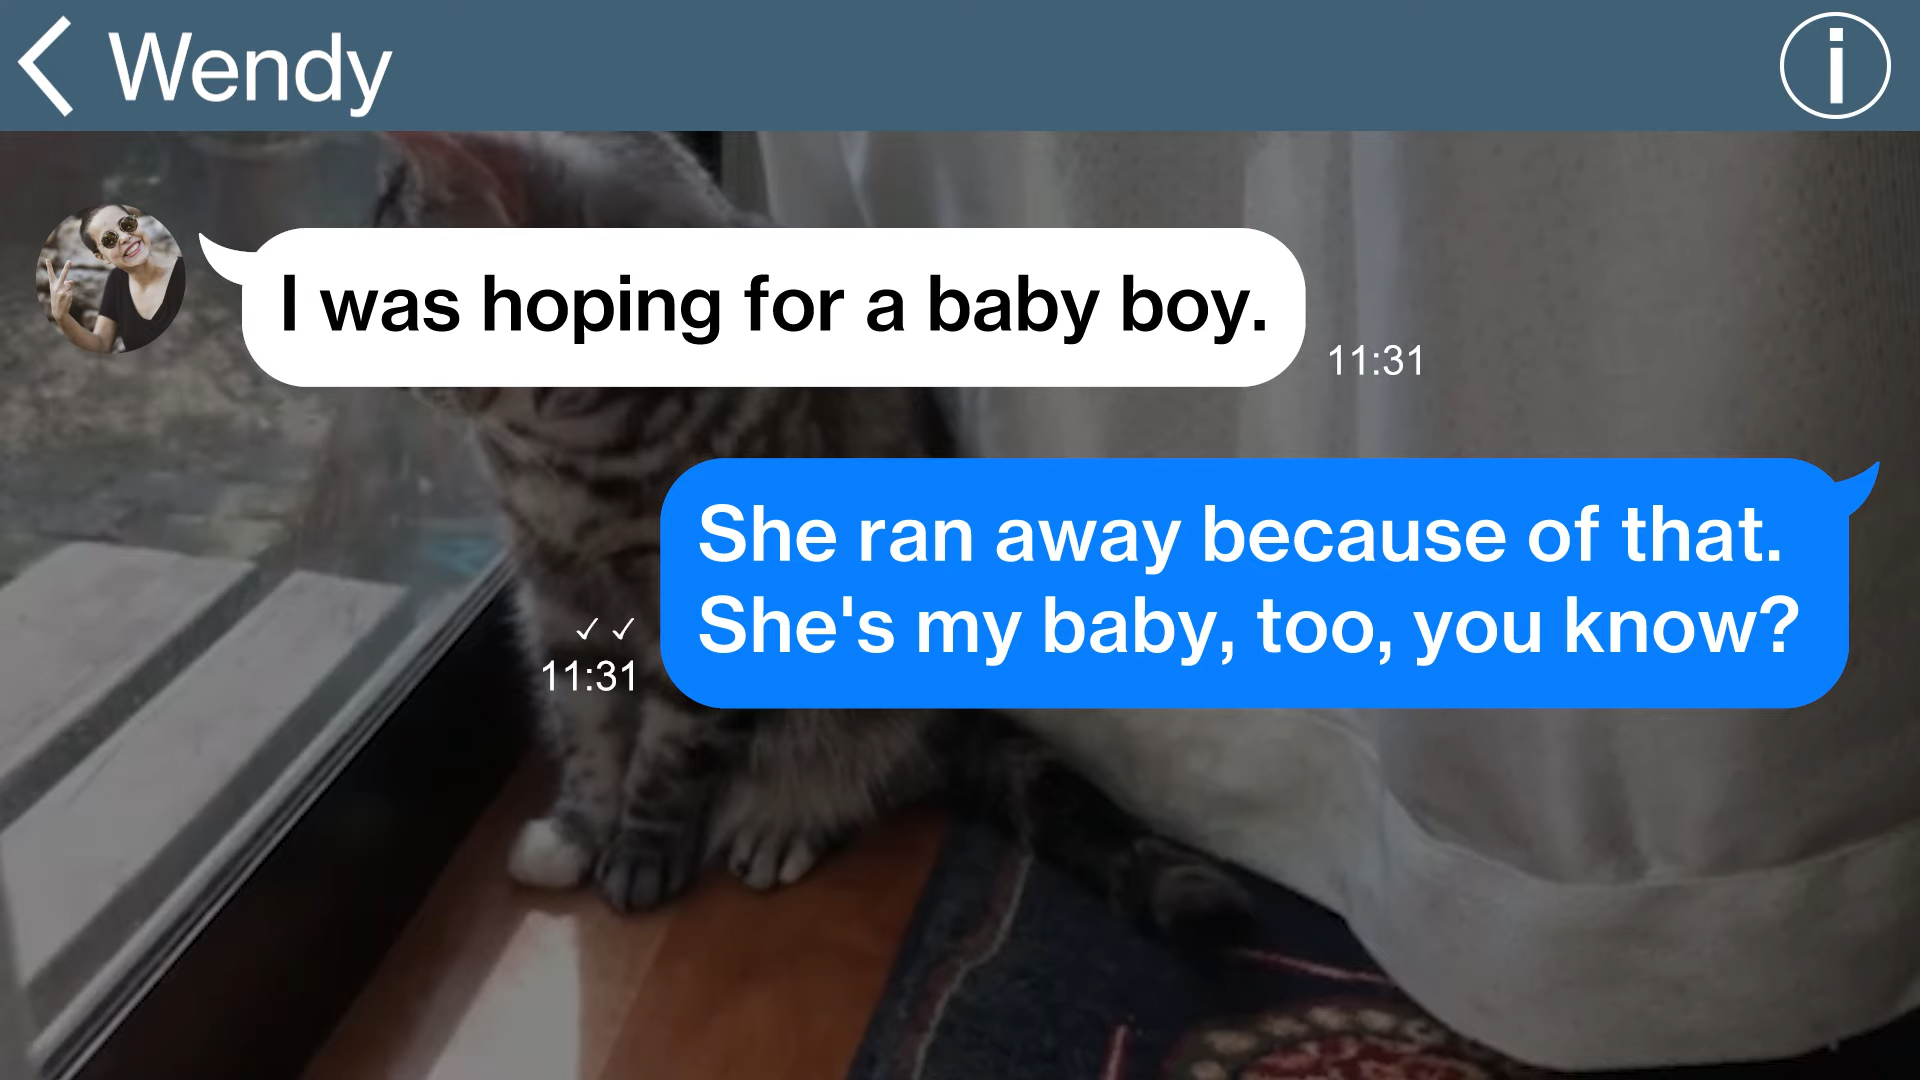 Wendy
i
I was hoping for a baby boy.
11:31
She ran away because of that.
She's my baby, too, you know?
✓✓
11:31